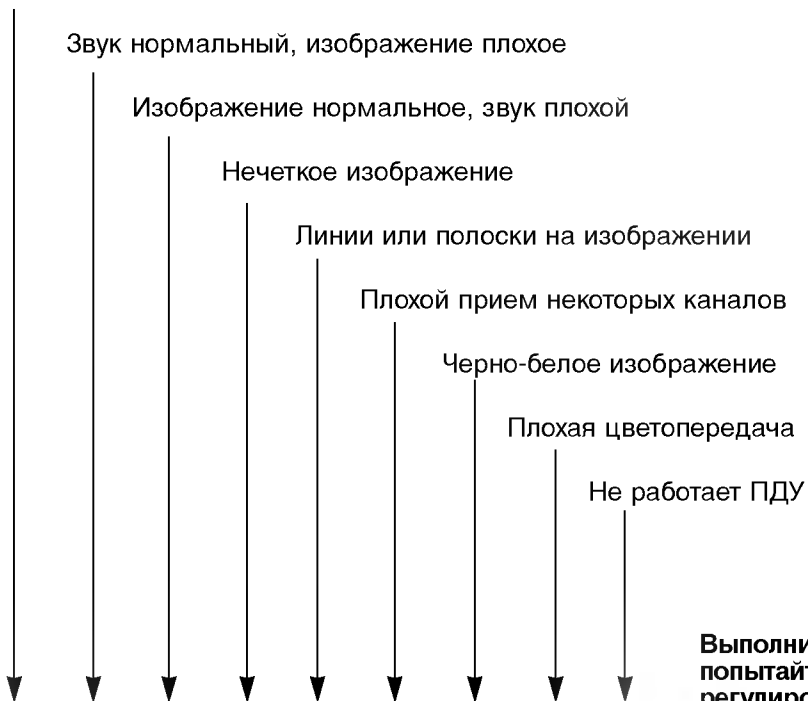 Звук нормальный, изображение плохое
Изображение нормальное, звук плохой
Нечеткое изображение
Линии или полоски на изображении
Плохой прием некоторых каналов
Черно-белое изображение
Плохая цветопередача
Не работает ПДУ